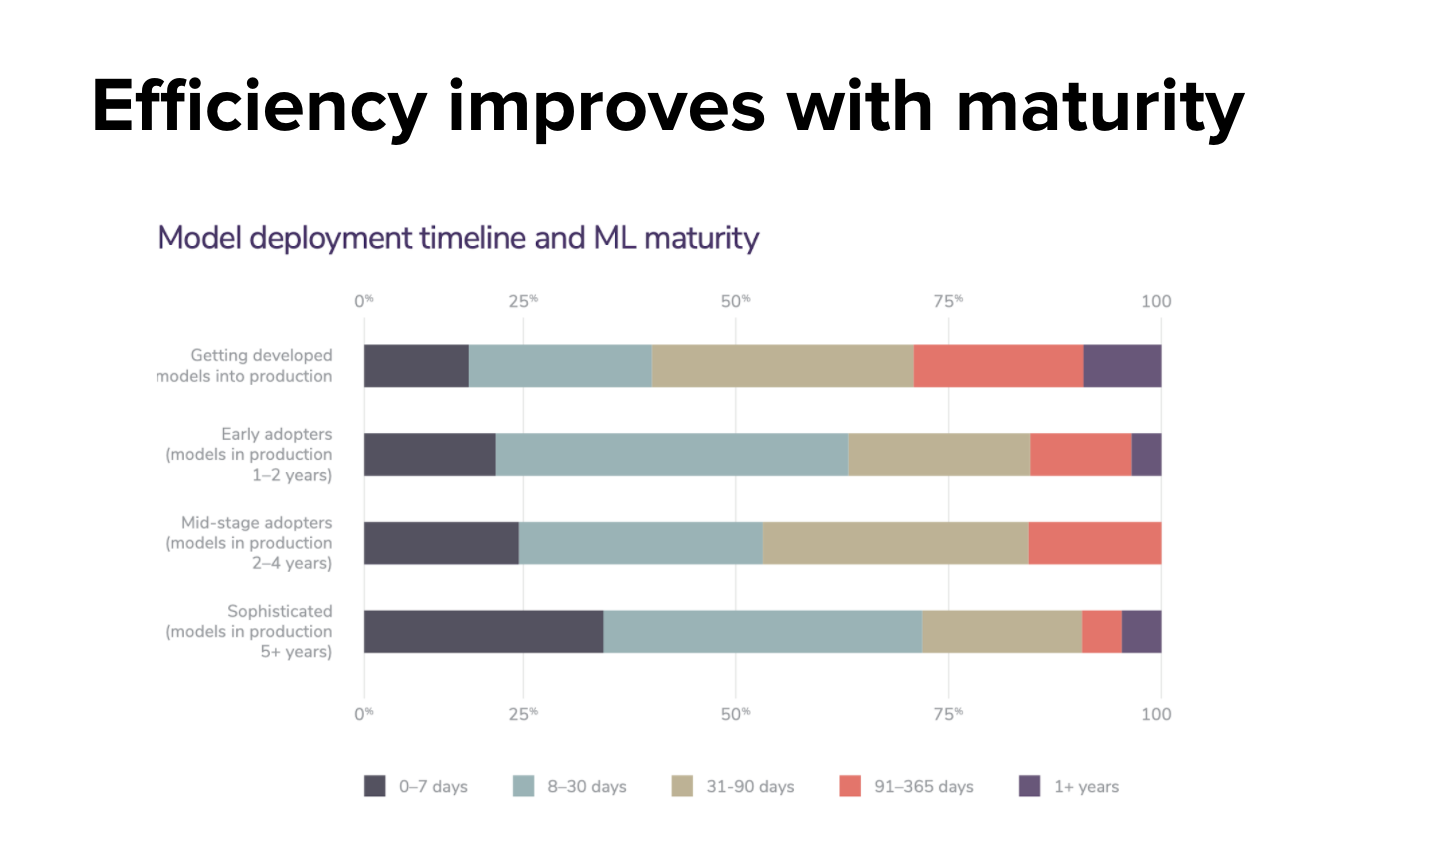 Efficiency improves with maturity
Model deployment timeline and ML maturity
0% 25% 50% 75% 100
Getting developed
models into production
Early adopters
(models in production
1–2 years)
Mid-stage adopters
(models in production
2–4 years)
Sophisticated
(models in production
5+ years)
0% 25% 50% 75% 100
0–7 days 8–30 days 31-90 days 91–365 days 1+ years